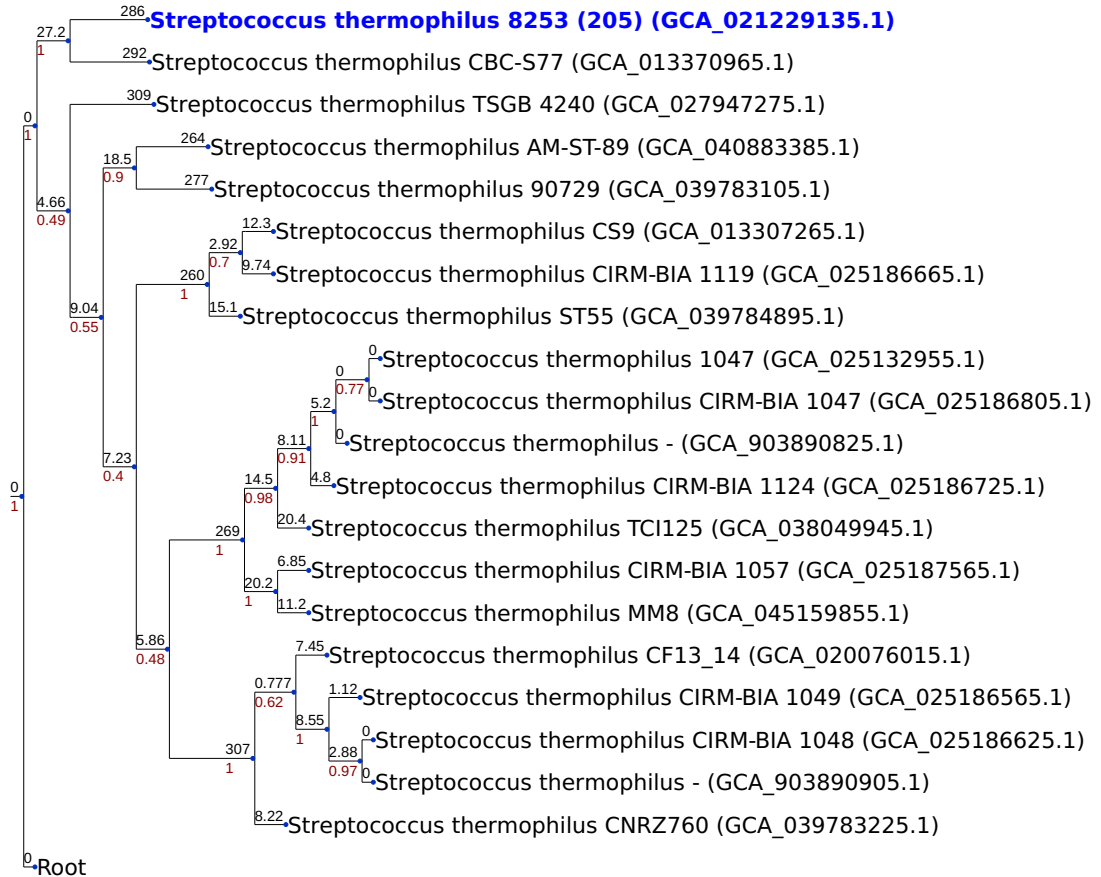 286
Streptococcus thermophilus 8253 (205) (GCA_021229135.1)
27.2
1
292
Streptococcus thermophilus CBC-S77 (GCA_013370965.1)
309
Streptococcus thermophilus TSGB 4240 (GCA_027947275.1)
0
1
264
Streptococcus thermophilus AM-ST-89 (GCA_040883385.1)
18.5
0.9
277
Streptococcus thermophilus 90729 (GCA_039783105.1)
4.66
0.49
12.3
Streptococcus thermophilus CS9 (GCA_013307265.1)
2.92
0.7
9.74
Streptococcus thermophilus CIRM-BIA 1119 (GCA_025186665.1)
260
1
15.1
Streptococcus thermophilus ST55 (GCA_039784895.1)
9.04
0.55
0
Streptococcus thermophilus 1047 (GCA_025132955.1)
0
0.77
0
Streptococcus thermophilus CIRM-BIA 1047 (GCA_025186805.1)
5.2
1
0
Streptococcus thermophilus - (GCA_903890825.1)
8.11
0.91
4.8
Streptococcus thermophilus CIRM-BIA 1124 (GCA_025186725.1)
7.23
0.4
14.5
0.98
20.4
Streptococcus thermophilus TCI125 (GCA_038049945.1)
0
1
269
1
6.85
Streptococcus thermophilus CIRM-BIA 1057 (GCA_025187565.1)
20.2
1
11.2
Streptococcus thermophilus MM8 (GCA_045159855.1)
5.86
0.48
7.45
Streptococcus thermophilus CF13_14 (GCA_020076015.1)
0.777
0.62
1.12
Streptococcus thermophilus CIRM-BIA 1049 (GCA_025186565.1)
8.55
1
0
Streptococcus thermophilus CIRM-BIA 1048 (GCA_025186625.1)
2.88
0.97
307
1
0
Streptococcus thermophilus - (GCA_903890905.1)
8.22
Streptococcus thermophilus CNRZ760 (GCA_039783225.1)
0
Root